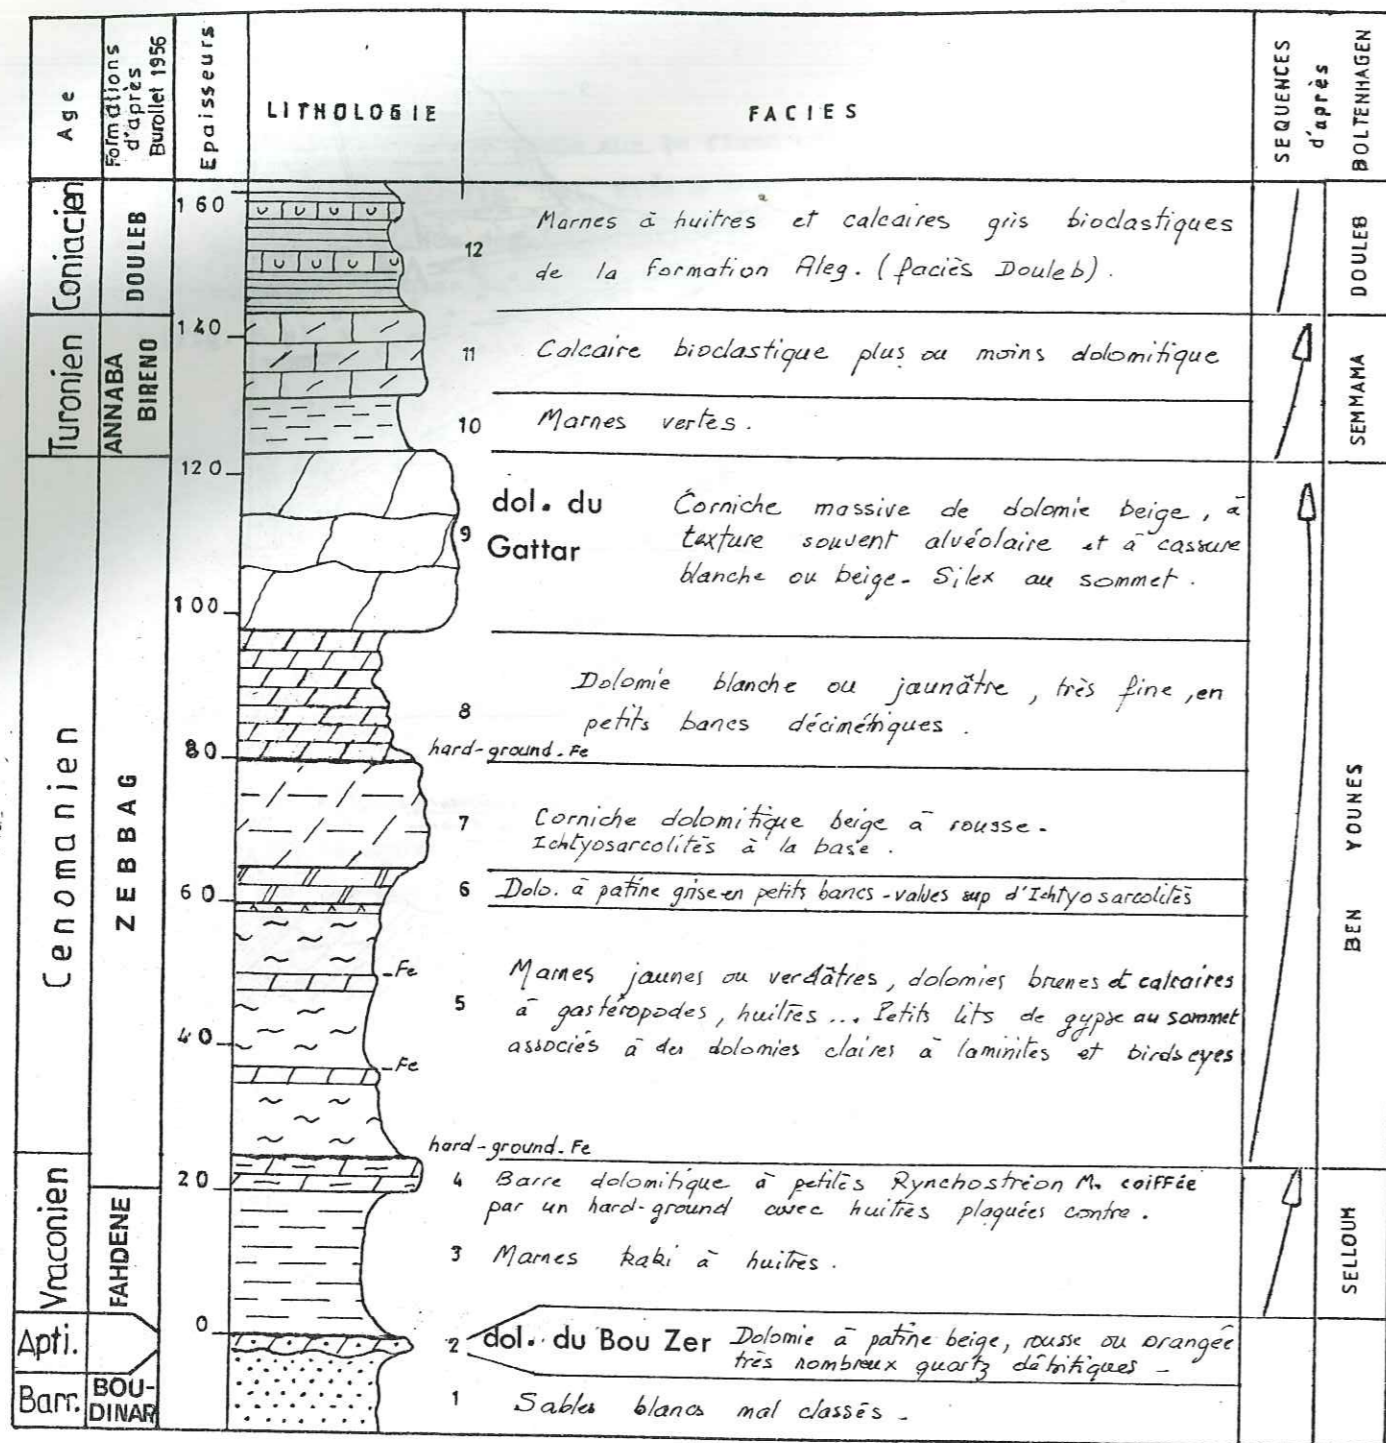 Age
Formations
d'après
Burollet 1956
Epaisseurs
LITHOLOGIE
FACIES
SEQUENCES
d'après
BOLTENHAGEN
Coniacien
DOULEB
160
12
Marnes à huitres et calcaires gris bioclastiques
de la formation Aleg. (faciès Douleb).
DOULEB
Turonien
ANNABA
BIRENO
140
11
Calcaire bioclastique plus ou moins dolomitique
10
Marnes vertes.
SEMMAMA
Cenomanien
ZEBBAG
120
9
dol. du
Gattar
Corniche massive de dolomie beige, à
texture souvent alvéolaire et à cassure
blanche ou beige - Silex au sommet.
100
8
Dolomie blanche ou jaunâtre, très fine, en
petits bancs décimétriques.
80
hard-ground. Fe
7
Corniche dolomitique beige à rousse -
Ichtyosarcolitès à la base.
60
6
Dolo. à patine grise en petits bancs - valves sup d'Ichtyosarcolitès
Fe
5
Marnes jaunes ou verdâtres, dolomies brunes et calcaires
à gastéropodes, huitres ... Petits lits de gypse au sommet
associés à des dolomies claires à laminites et birds eyes
40
Fe
hard-ground. Fe
BEN YOUNES
Vraconien
FAHDENE
20
4
Barre dolomitique à petites Rynchostréon M. coiffée
par un hard-ground avec huitres plaquées contre.
3
Marnes kaki à huitres.
SELLOUM
Apti.
0
2
dol. du Bou Zer
Dolomie à patine beige, rousse ou orangée
très nombreux quartz détritiques -
Barr.
BOU-
DINAR
1
Sables blancs mal classés -